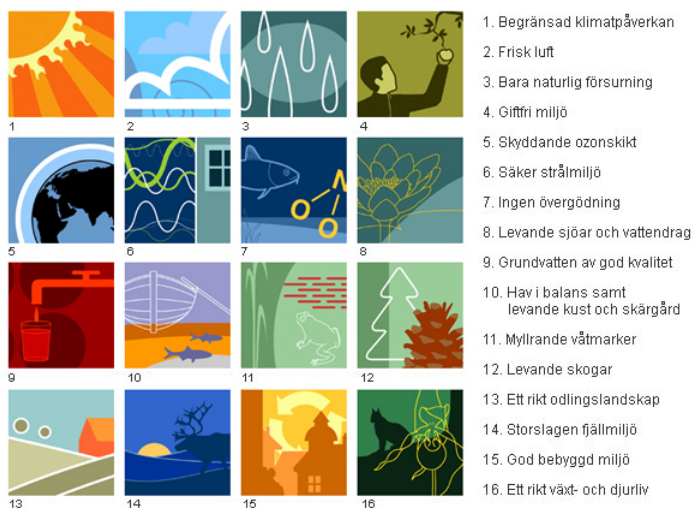 1
2
3
4
5
6
7
8
N
O
O
9
10
11
12
13
14
15
16
1. Begränsad klimatpåverkan
2. Frisk luft
3. Bara naturlig försurning
4. Giftfri miljö
5. Skyddande ozonskikt
6. Säker strålmiljö
7. Ingen övergödning
8. Levande sjöar och vattendrag
9. Grundvatten av god kvalitet
10. Hav i balans samt
levande kust och skärgård
11. Myllrande våtmarker
12. Levande skogar
13. Ett rikt odlingslandskap
14. Storslagen fjällmiljö
15. God bebyggd miljö
16. Ett rikt växt- och djurliv